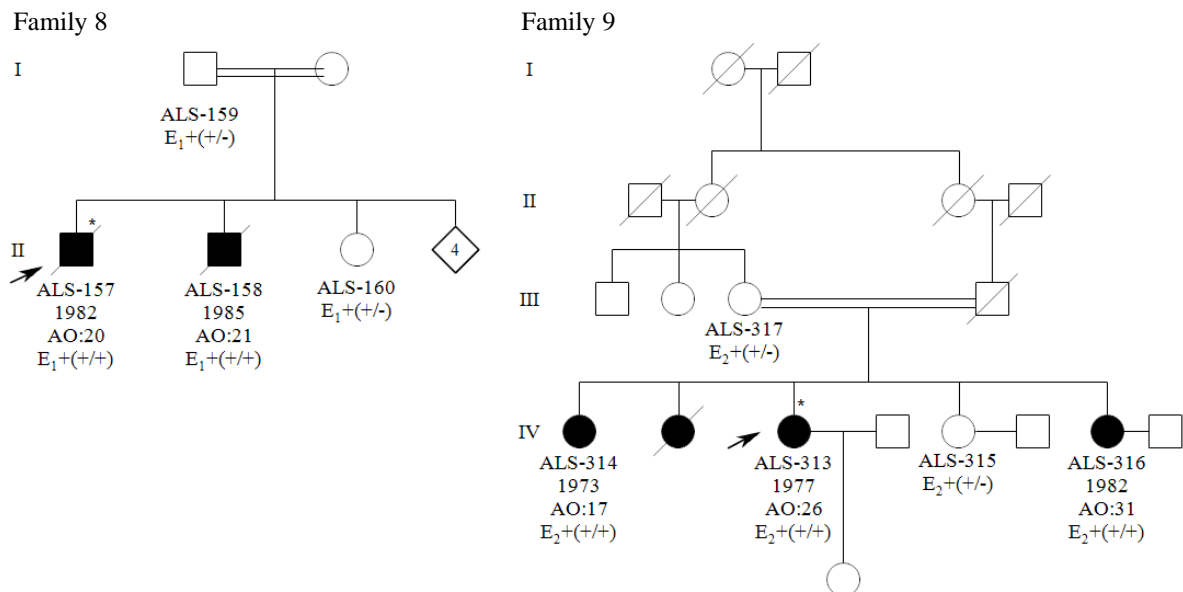 Family 8
I
ALS-159
E₁+(+/-)
II
*
4
ALS-157
1982
AO:20
E₁+(+/+)
ALS-158
1985
AO:21
E₁+(+/+)
ALS-160
E₁+(+/-)
Family 9
I
II
III
ALS-317
E₂+(+/-)
IV
*
ALS-314
1973
AO:17
E₂+(+/+)
ALS-313
1977
AO:26
E₂+(+/+)
ALS-315
E₂+(+/-)
ALS-316
1982
AO:31
E₂+(+/+)